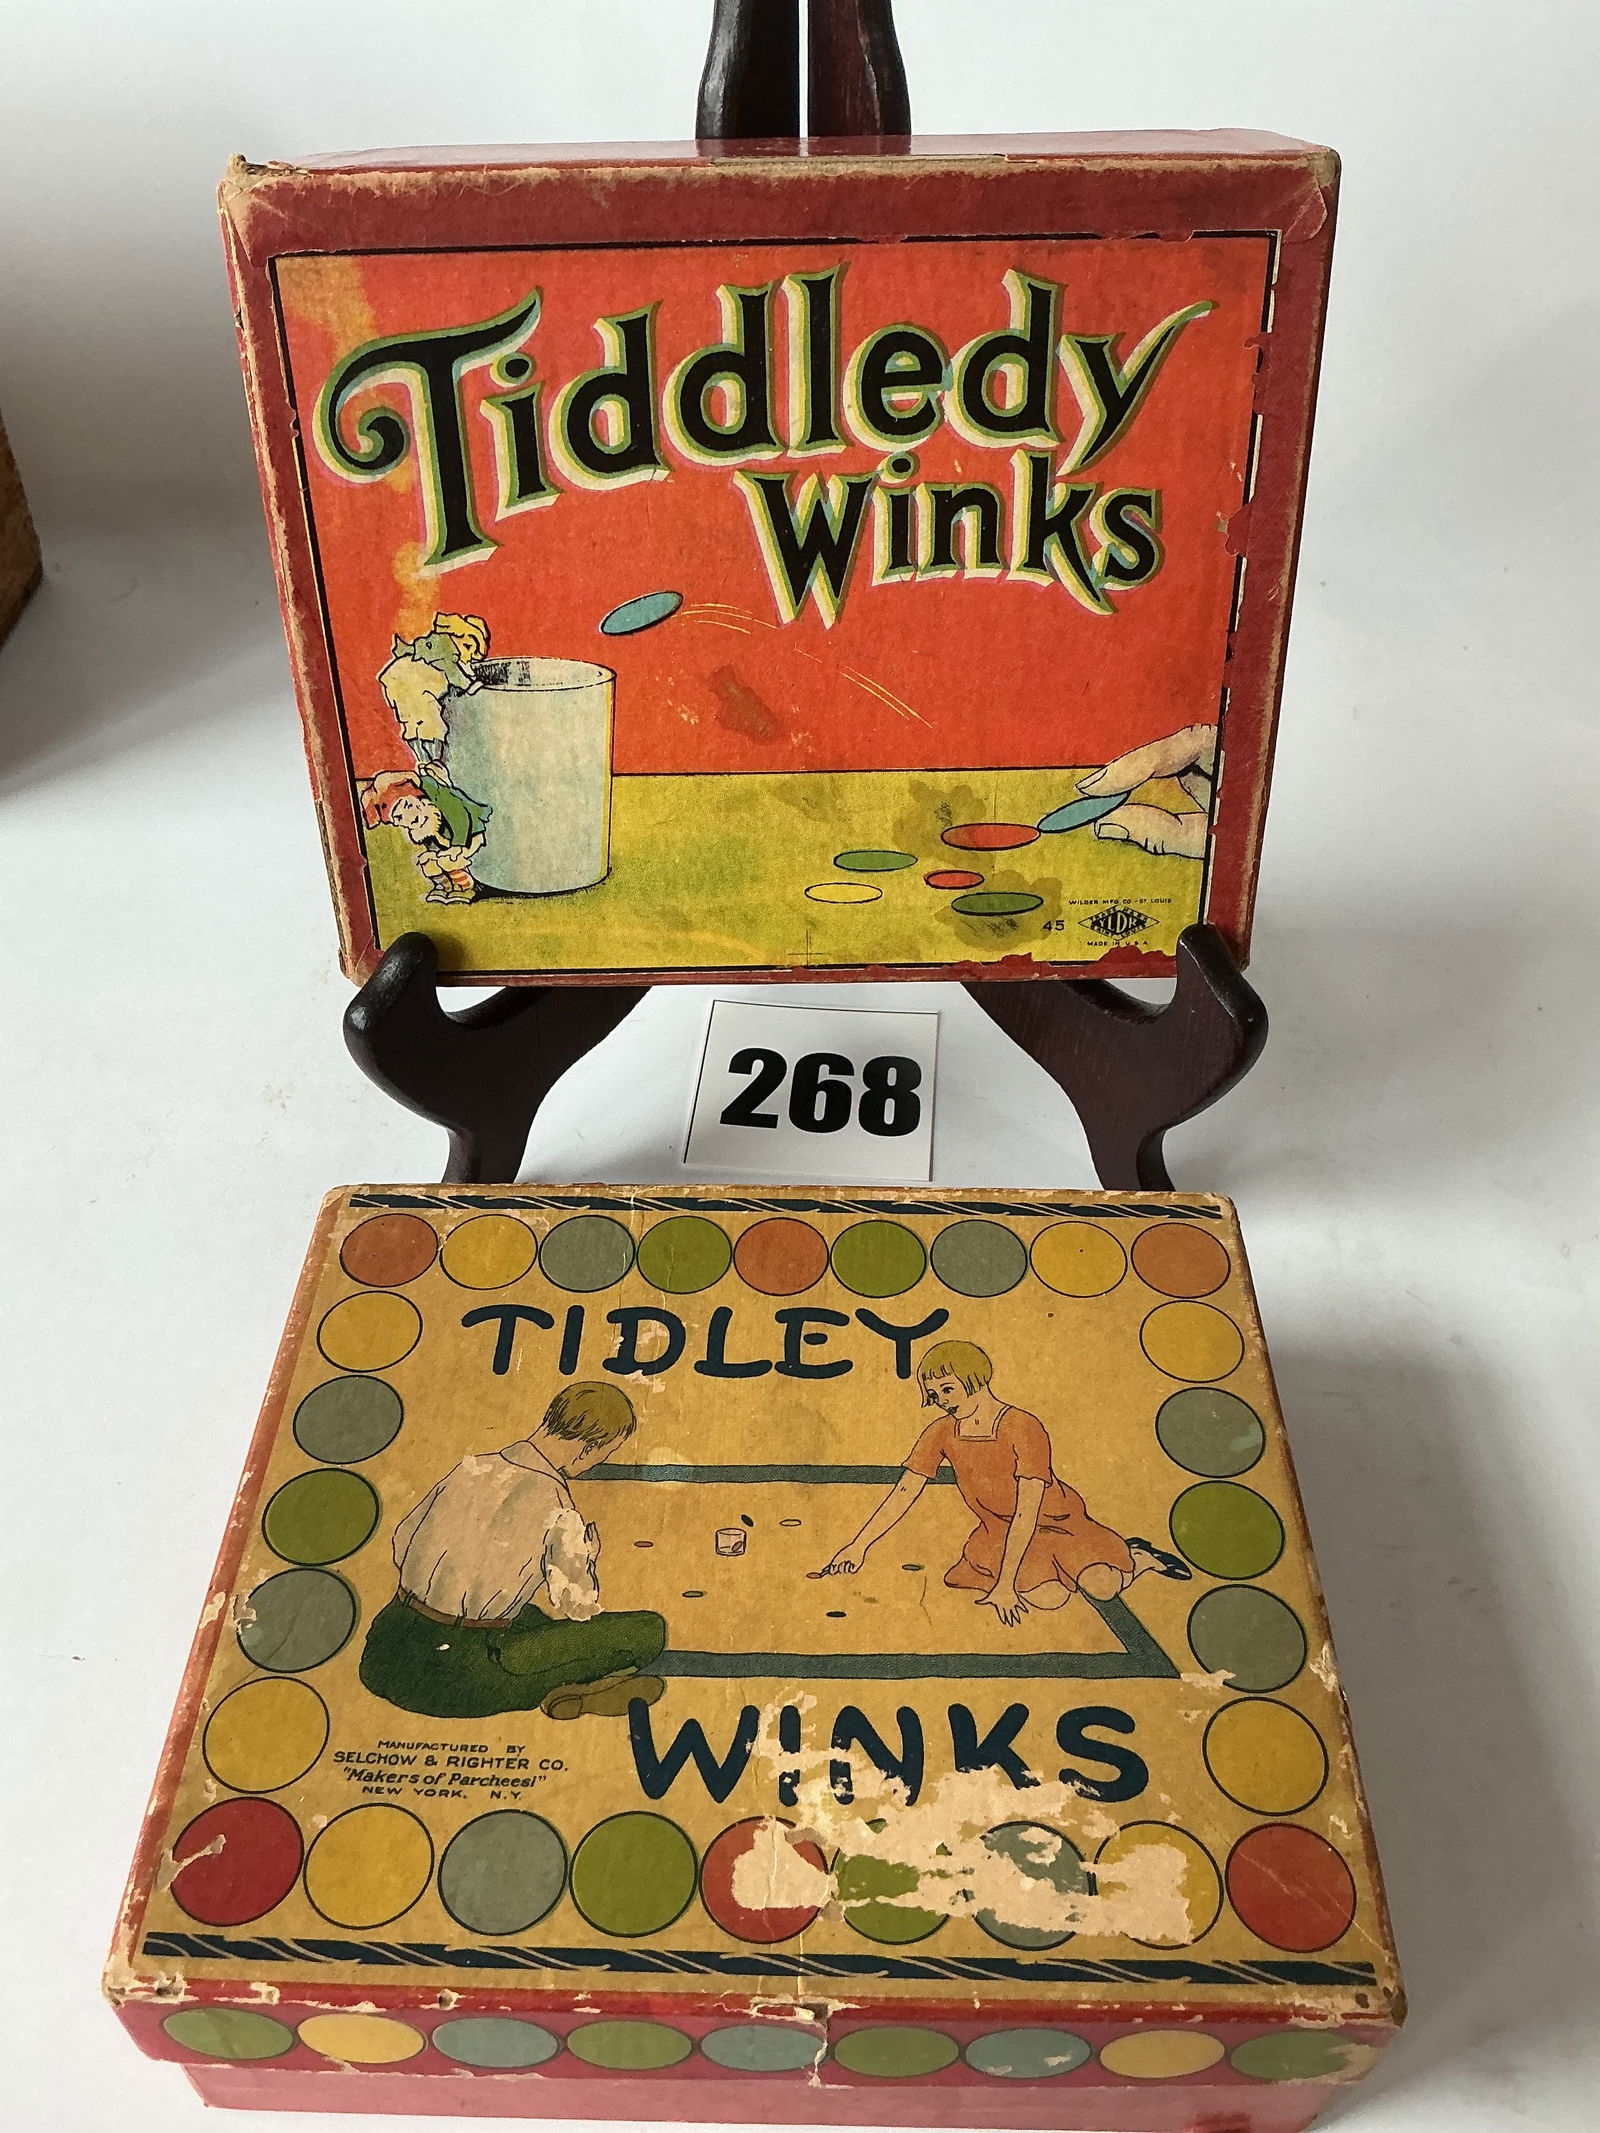 Tiddledy
Winks
WILDER MFG CO - ST. LOUIS
45
MADE IN U S A
268
TIDLEY
WINKS
MANUFACTURED BY
SELCHOW & RIGHTER CO.
"Makers of Parcheesi"
NEW YORK, N.Y.